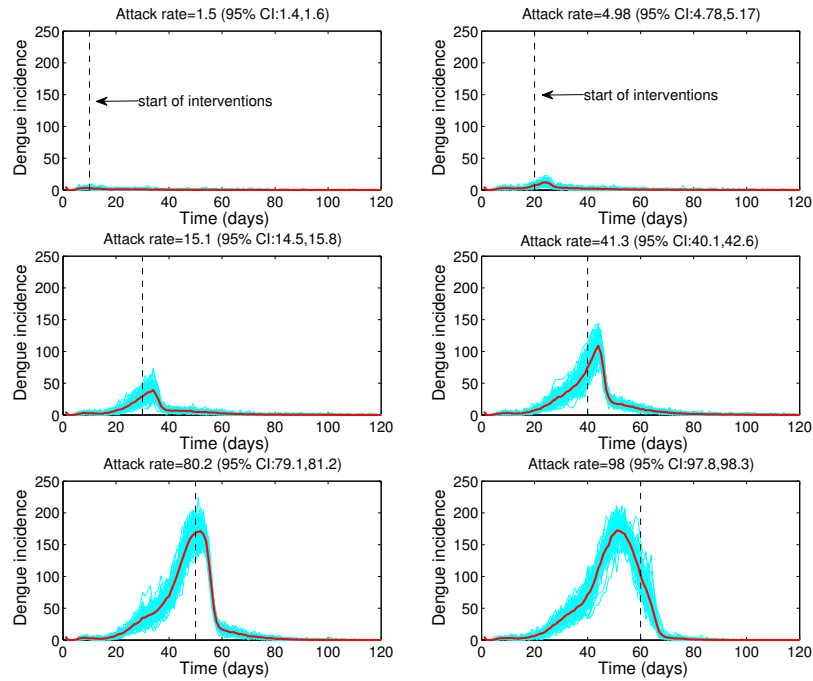 Attack rate=1.5 (95% CI:1.4,1.6)
250
200
150
100
50
0
Dengue incidence
start of interventions
0 20 40 60 80 100 120
Time (days)
Attack rate=4.98 (95% CI:4.78,5.17)
250
200
150
100
50
0
Dengue incidence
start of interventions
0 20 40 60 80 100 120
Time (days)
Attack rate=15.1 (95% CI:14.5,15.8)
250
200
150
100
50
0
Dengue incidence
0 20 40 60 80 100 120
Time (days)
Attack rate=41.3 (95% CI:40.1,42.6)
250
200
150
100
50
0
Dengue incidence
0 20 40 60 80 100 120
Time (days)
Attack rate=80.2 (95% CI:79.1,81.2)
250
200
150
100
50
0
Dengue incidence
0 20 40 60 80 100 120
Time (days)
Attack rate=98 (95% CI:97.8,98.3)
250
200
150
100
50
0
Dengue incidence
0 20 40 60 80 100 120
Time (days)